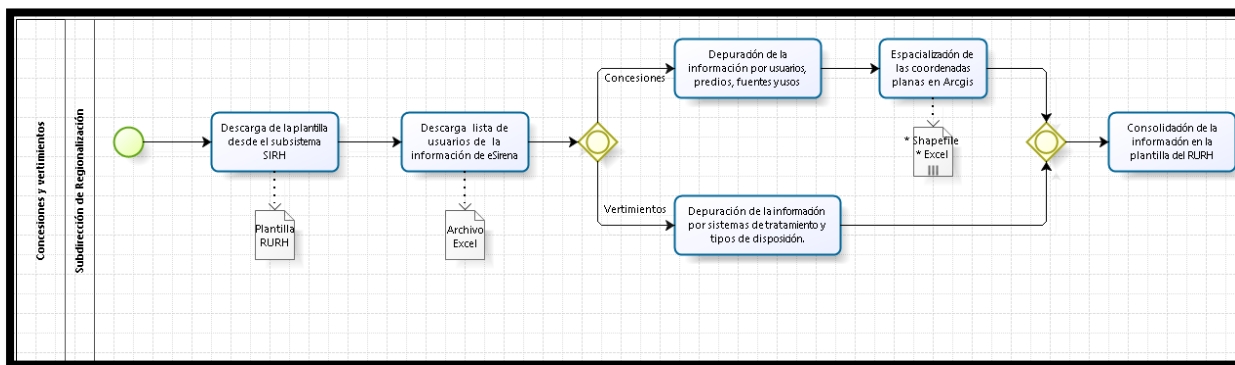 Concesiones y vertimientos
Subdirección de Regionalización
Descarga de la plantilla
desde el subsistema
SIRH
Plantilla
RURH
Descarga lista de
usuarios de la
información de eSirena
Archivo
Excel
Concesiones
Depuración de la
información por usuarios,
predios, fuentes y usos
Espacialización de
las coordenadas
planas en Arcgis
* Shapefile
* Excel
Vertimientos
Depuración de la información
por sistemas de tratamiento y
tipos de disposición.
Consolidación de la
información en la
plantilla del RURH